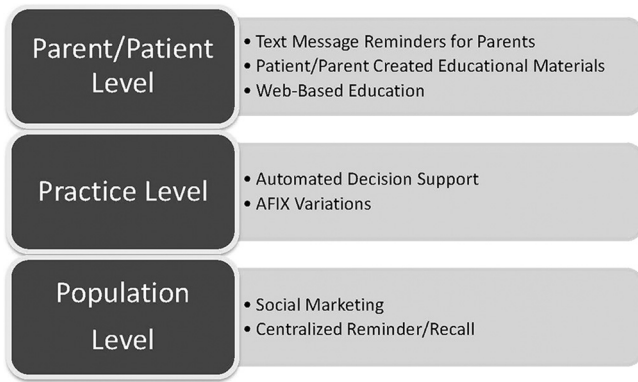 Parent/Patient
Level
• Text Message Reminders for Parents
• Patient/Parent Created Educational Materials
• Web-Based Education
Practice Level
• Automated Decision Support
• AFIX Variations
Population
Level
• Social Marketing
• Centralized Reminder/Recall